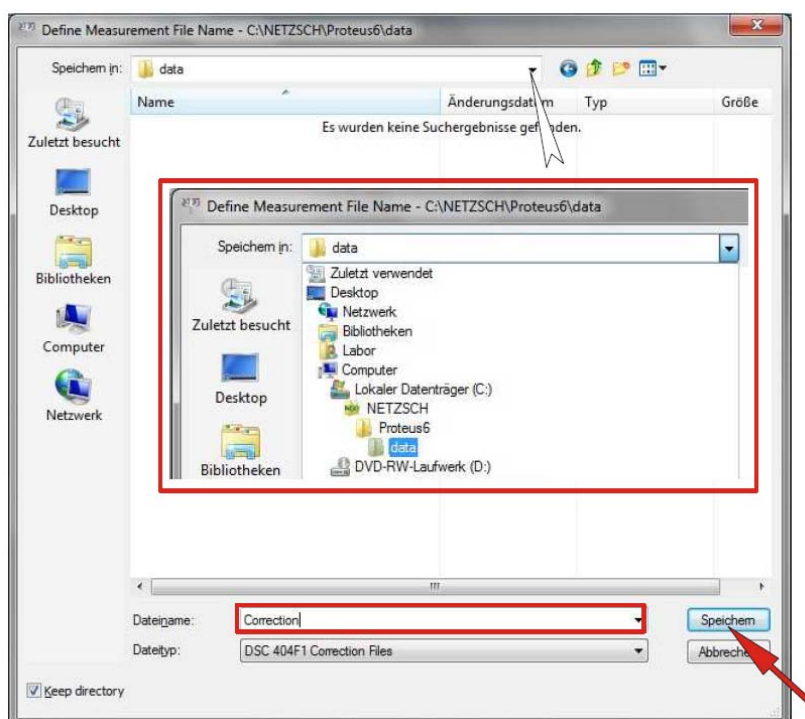 Define Measurement File Name - C:\NETZSCH\Proteus6\data
Speichern in: data
Name Änderungsdatum Typ Größe
Es wurden keine Suchergebnisse gefunden.
Zuletzt besucht
Desktop
Bibliotheken
Computer
Netzwerk
Define Measurement File Name - C:\NETZSCH\Proteus6\data
Speichern in: data
Zuletzt besucht
Desktop
Bibliotheken
Zuletzt verwendet
Desktop
Netzwerk
Bibliotheken
Labor
Computer
Lokaler Datenträger (C:)
NETZSCH
Proteus6
data
DVD-RW-Laufwerk (D:)
Dateiname: Correction Speichern
Dateityp: DSC 404F1 Correction Files Abbrechen
Keep directory